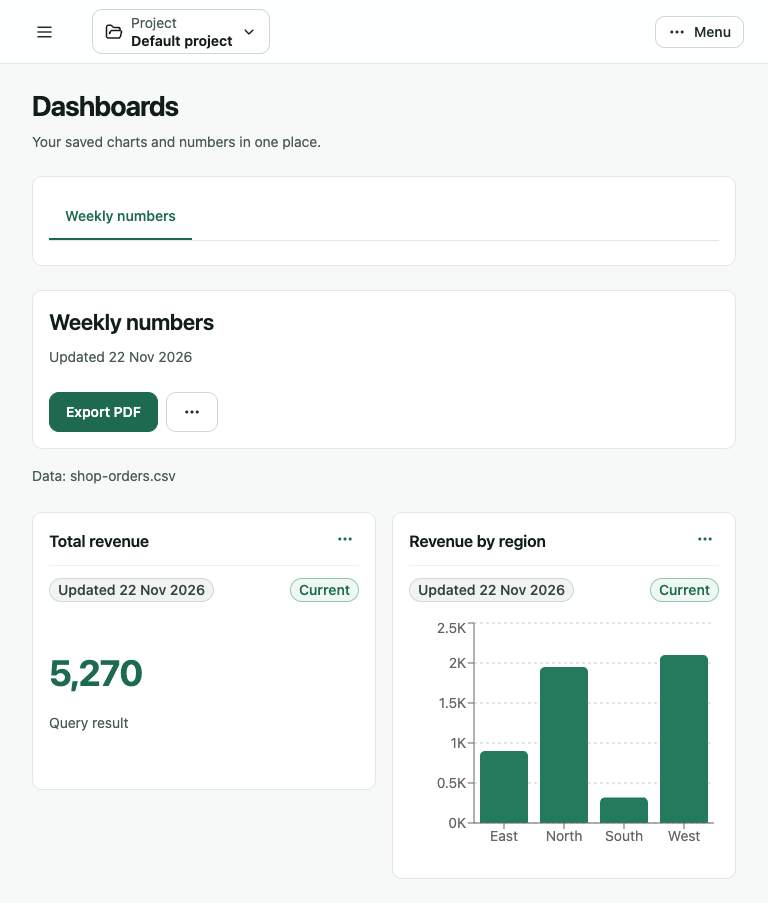 Project
Default project
Menu
Dashboards
Your saved charts and numbers in one place.
Weekly numbers
Weekly numbers
Updated 22 Nov 2026
Export PDF
Data: shop-orders.csv
Total revenue
Updated 22 Nov 2026
Current
5,270
Query result
Revenue by region
Updated 22 Nov 2026
Current
2.5K
2K
1.5K
1K
0.5K
0K
East North South West